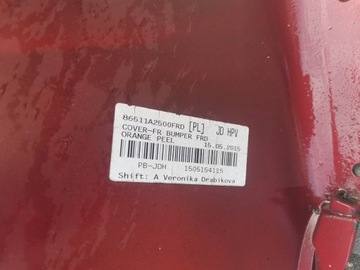 86511A2500FRD [PL] JD HPV
COVER-FR BUMPER FRD
ORANGE PEEL 15.05.2015
PB-JDH 1505154115
Shift: A Veronika Drabikova